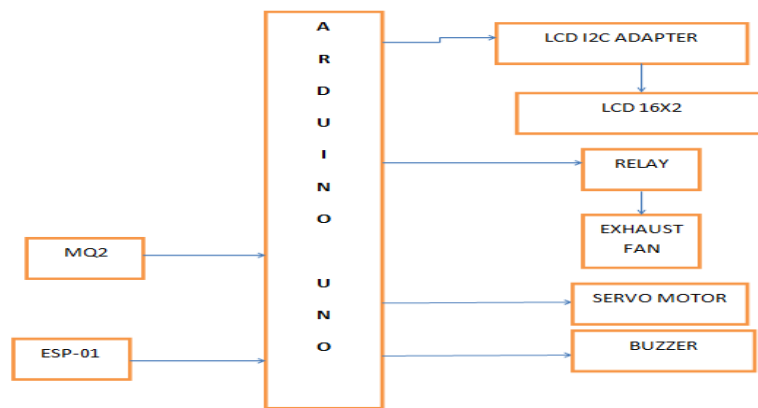 A
R
D
U
I
N
O
U
N
O
LCD I2C ADAPTER
LCD 16X2
RELAY
EXHAUST
FAN
MQ2
SERVO MOTOR
ESP-01
BUZZER